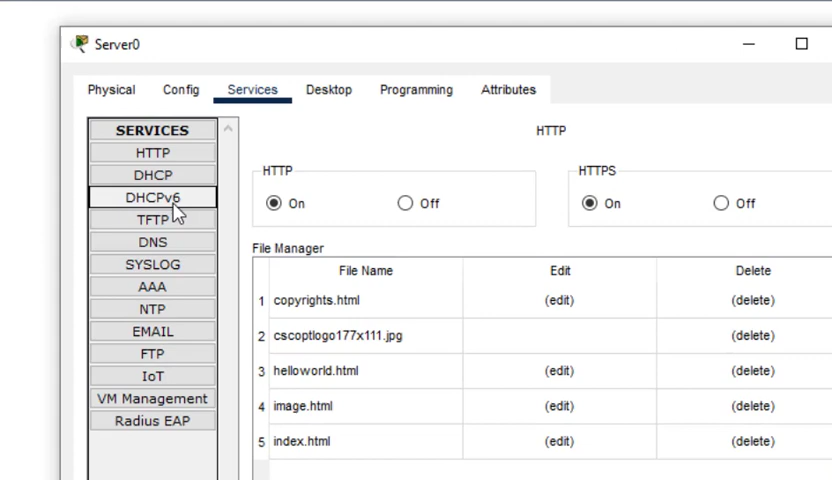 Server0
Physical Config Services Desktop Programming Attributes
SERVICES
HTTP
DHCP
DHCPv6
TFTP
DNS
SYSLOG
AAA
NTP
EMAIL
FTP
IoT
VM Management
Radius EAP
HTTP
HTTP
On Off
HTTPS
On Off
File Manager
File Name Edit Delete
1 copyrights.html (edit) (delete)
2 cscoptlogo177x111.jpg (delete)
3 helloworld.html (edit) (delete)
4 image.html (edit) (delete)
5 index.html (edit) (delete)